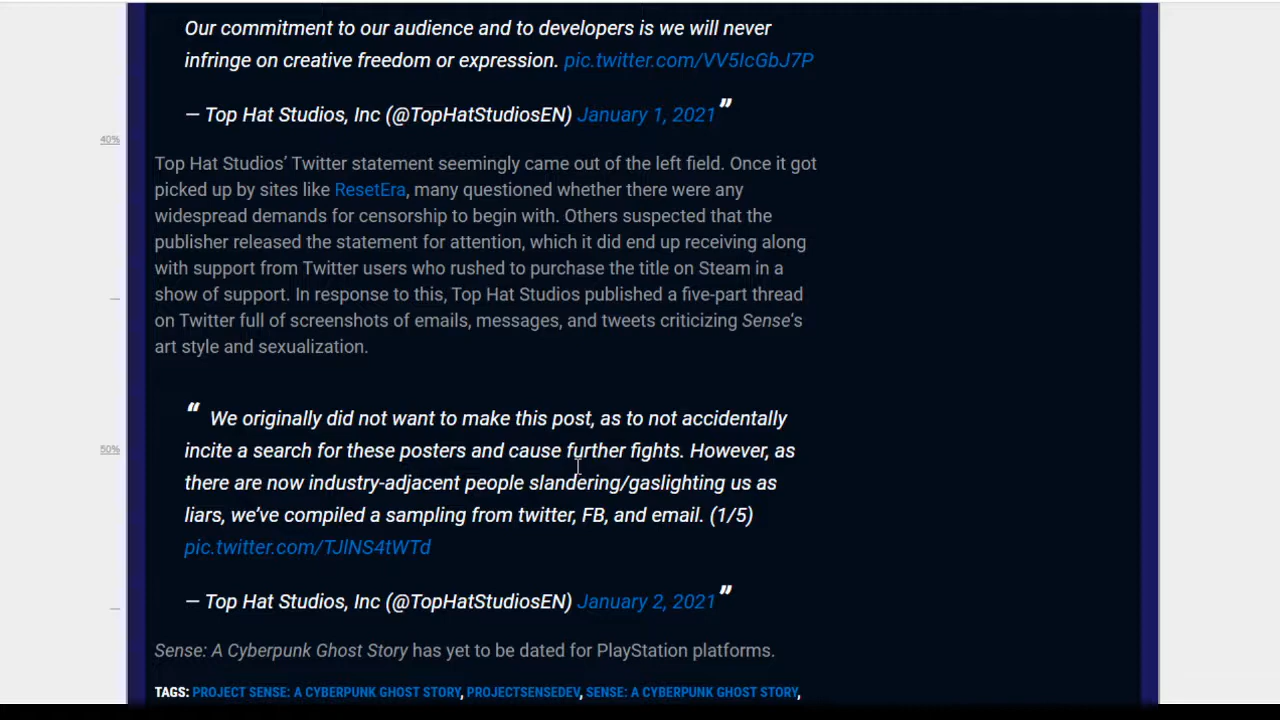 Our commitment to our audience and to developers is we will never
infringe on creative freedom or expression. pic.twitter.com/VV5IcGbJ7P
— Top Hat Studios, Inc (@TopHatStudiosEN) January 1, 2021”
40%
Top Hat Studios’ Twitter statement seemingly came out of the left field. Once it got
picked up by sites like ResetEra, many questioned whether there were any
widespread demands for censorship to begin with. Others suspected that the
publisher released the statement for attention, which it did end up receiving along
with support from Twitter users who rushed to purchase the title on Steam in a
show of support. In response to this, Top Hat Studios published a five-part thread
on Twitter full of screenshots of emails, messages, and tweets criticizing Sense‘s
art style and sexualization.
“ We originally did not want to make this post, as to not accidentally
50%
incite a search for these posters and cause further fights. However, as
there are now industry-adjacent people slandering/gaslighting us as
liars, we’ve compiled a sampling from twitter, FB, and email. (1/5)
pic.twitter.com/TJlNS4tWTd
— Top Hat Studios, Inc (@TopHatStudiosEN) January 2, 2021”
Sense: A Cyberpunk Ghost Story has yet to be dated for PlayStation platforms.
TAGS: PROJECT SENSE: A CYBERPUNK GHOST STORY, PROJECTSENSEDEV, SENSE: A CYBERPUNK GHOST STORY,